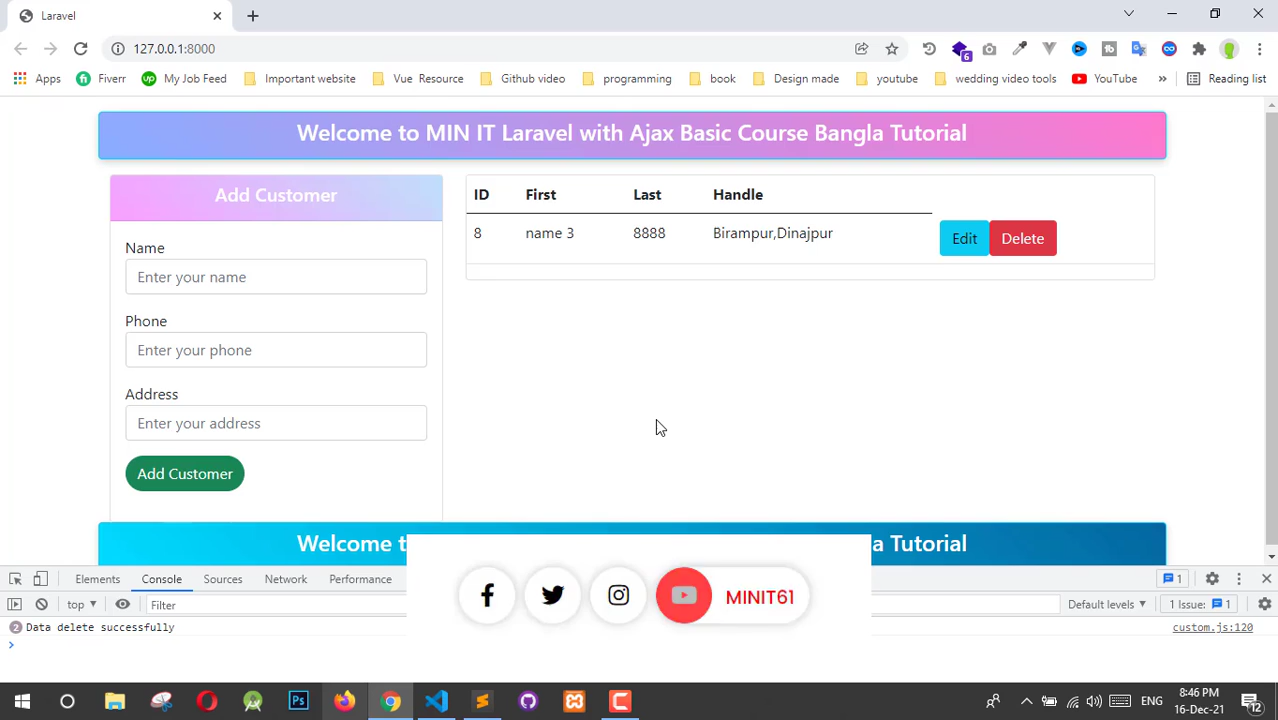 Laravel
127.0.0.1:8000
6
Apps Fiverr My Job Feed Important website Vue Resource Github video programming book Design made youtube wedding video tools YouTube » Reading list
Welcome to MIN IT Laravel with Ajax Basic Course Bangla Tutorial
Add Customer
Name
Enter your name
Phone
Enter your phone
Address
Enter your address
Add Customer
ID First Last Handle
8 name 3 8888 Birampur,Dinajpur Edit Delete
Welcome t
a Tutorial
MINIT61
Elements Console Sources Network Performance 1
top Filter Default levels 1 Issue: 1
2 Data delete successfully custom.js:120
ENG 8:46 PM
16-Dec-21
12